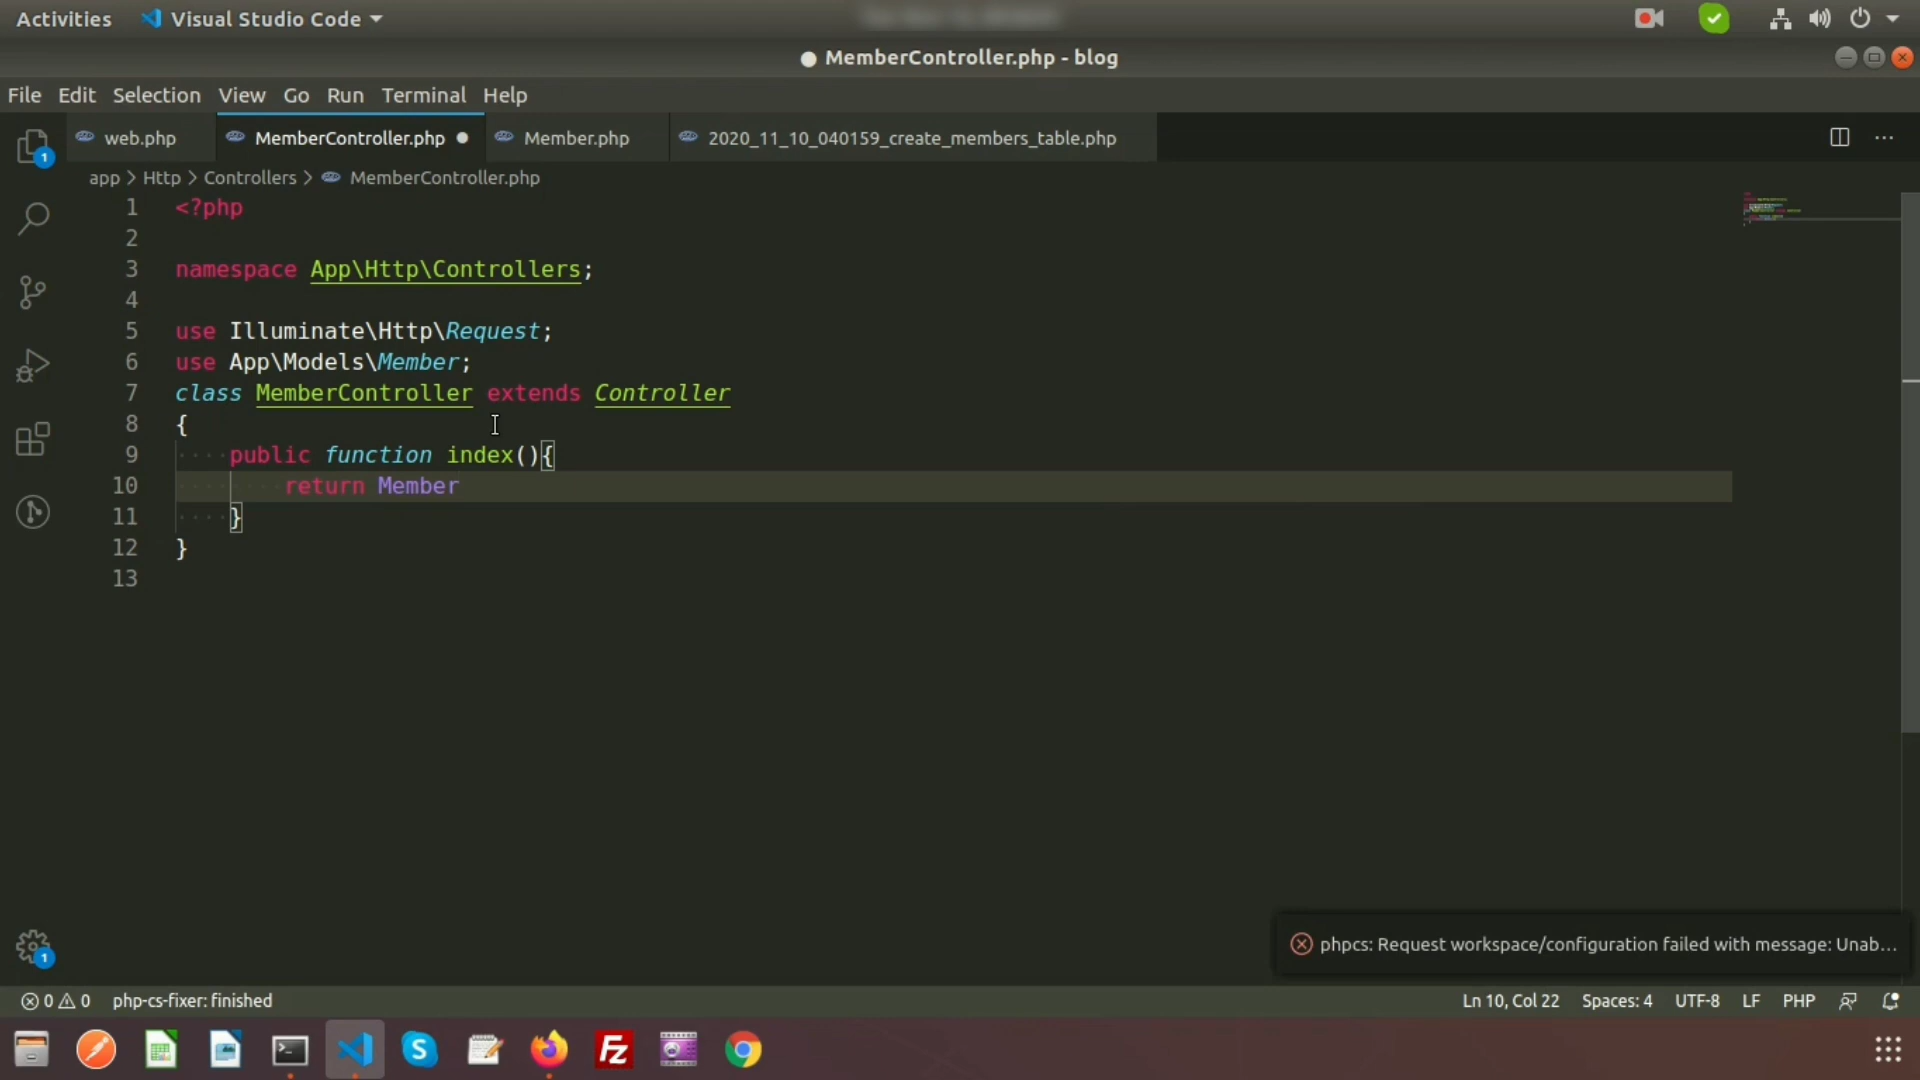 Activities Visual Studio Code
MemberController.php - blog
File Edit Selection View Go Run Terminal Help
web.php MemberController.php Member.php 2020_11_10_040159_create_members_table.php
1
app > Http > Controllers > MemberController.php
1 <?php
2
3 namespace App\Http\Controllers;
4
5 use Illuminate\Http\Request;
6 use App\Models\Member;
7 class MemberController extends Controller
8 {
9 public function index(){
10 return Member
11 }
12 }
13
phpcs: Request workspace/configuration failed with message: Unab...
1
0 0 php-cs-fixer: finished Ln 10, Col 22 Spaces: 4 UTF-8 LF PHP
S FZ